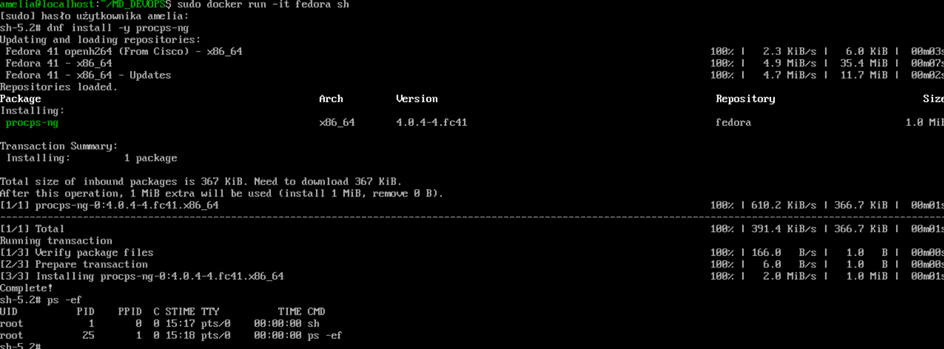 amelia@localhost:~/MD_DEVOPS$ sudo docker run -it fedora sh
[sudo] hasło użytkownika amelia:
sh-5.2# dnf install -y procps-ng
Updating and loading repositories:
Fedora 41 openh264 (From Cisco) - x86_64 100% | 2.3 KiB/s | 6.0 KiB | 00m03s
Fedora 41 - x86_64 100% | 4.9 MiB/s | 35.4 MiB | 00m07s
Fedora 41 - x86_64 - Updates 100% | 4.7 MiB/s | 11.7 MiB | 00m02s
Repositories loaded.
Package Arch Version Repository Size
Installing:
procps-ng x86_64 4.0.4-4.fc41 fedora 1.0 MiB
Transaction Summary:
Installing: 1 package
Total size of inbound packages is 367 KiB. Need to download 367 KiB.
After this operation, 1 MiB extra will be used (install 1 MiB, remove 0 B).
[1/1] procps-ng-0:4.0.4-4.fc41.x86_64 100% | 610.2 KiB/s | 366.7 KiB | 00m01s
--------------------------------------------------------------------------------
[1/1] Total 100% | 391.4 KiB/s | 366.7 KiB | 00m01s
Running transaction
[1/3] Verify package files 100% | 166.0 B/s | 1.0 B | 00m00s
[2/3] Prepare transaction 100% | 6.0 B/s | 1.0 B | 00m00s
[3/3] Installing procps-ng-0:4.0.4-4.fc41.x86_64 100% | 2.0 MiB/s | 1.0 MiB | 00m01s
Complete!
sh-5.2# ps -ef
UID PID PPID C STIME TTY TIME CMD
root 1 0 0 15:17 pts/0 00:00:00 sh
root 25 1 0 15:18 pts/0 00:00:00 ps -ef
sh-5.2#